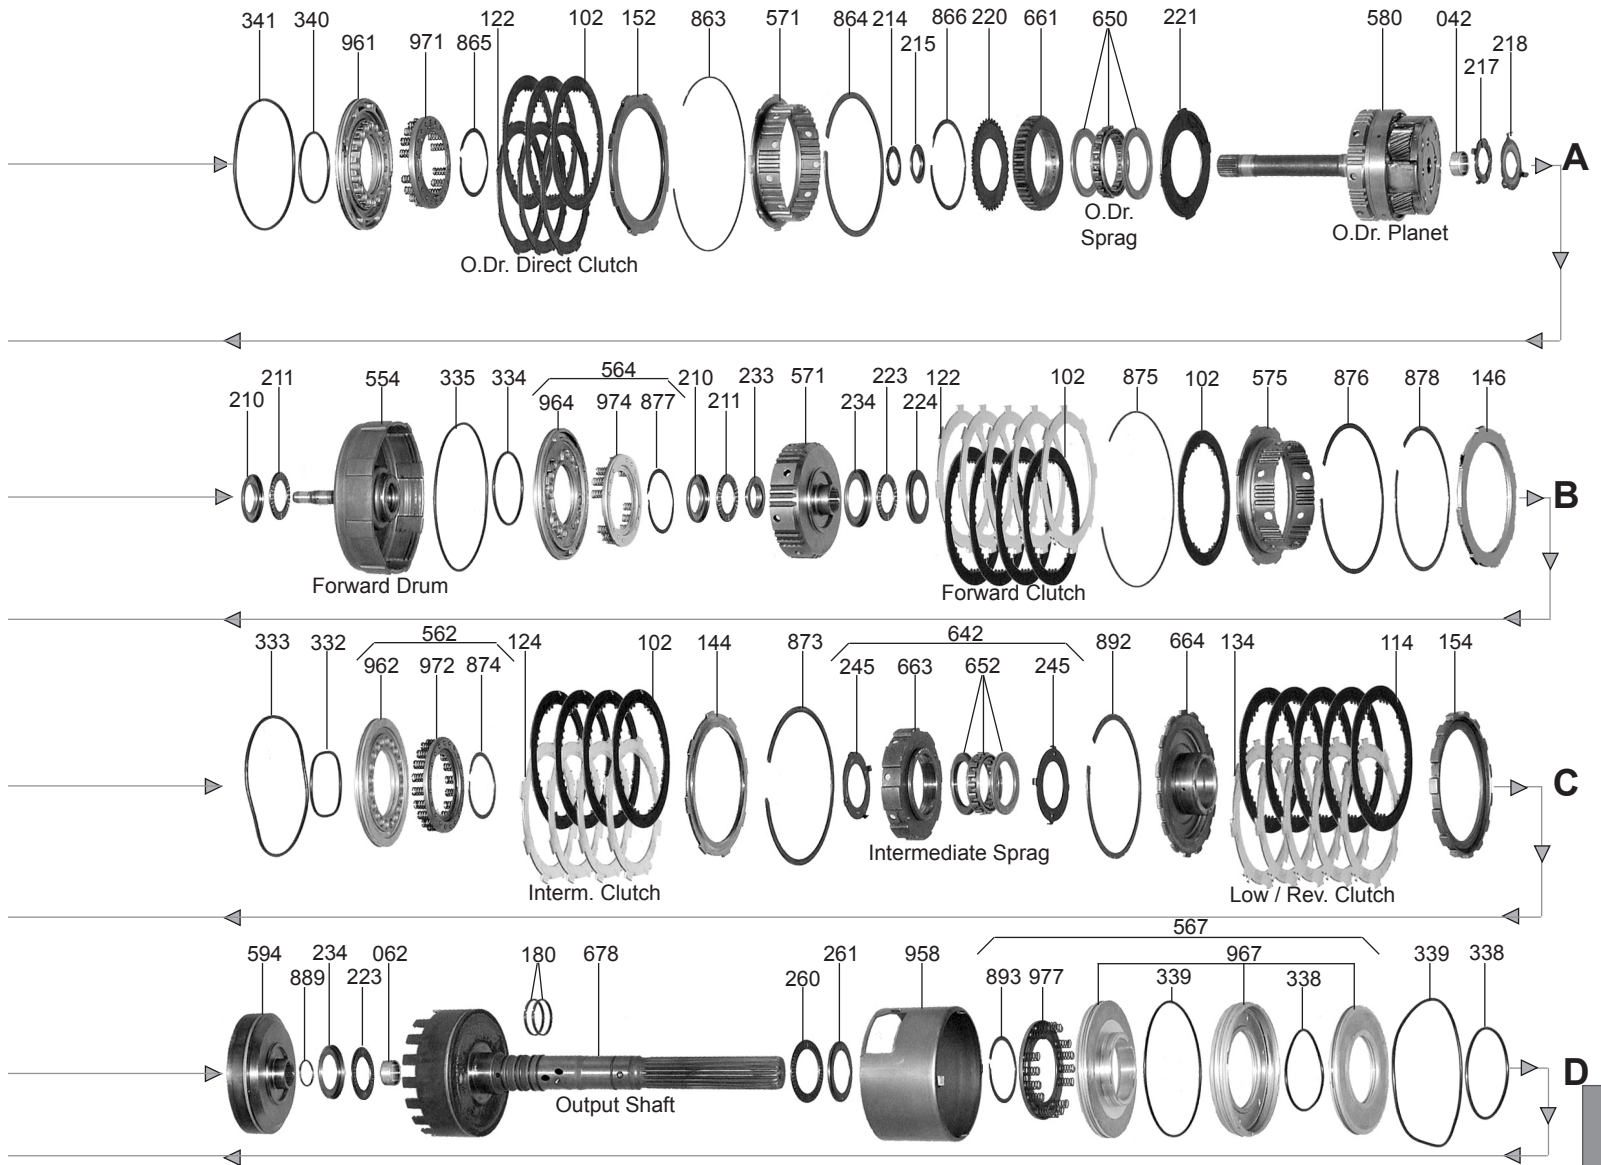 341 340 122 102 152 863 571 864 214 866 220 661 650 221 580 042 218
961 971 865 215 217
O.Dr. Sprag
O.Dr. Planet
O.Dr. Direct Clutch
A
211 554 335 334 564 210 233 571 223 122 102 875 102 575 876 878 146
210 964 974 877 211 234 224
Forward Drum
Forward Clutch
B
333 332 562 124 102 144 873 642 892 664 134 114 154
962 972 874 245 663 652 245
Intermediate Sprag
Interm. Clutch
Low / Rev. Clutch
C
567
594 234 062 180 678 261 958 967 339 338
889 223 260 893 977 339 338
Output Shaft
D